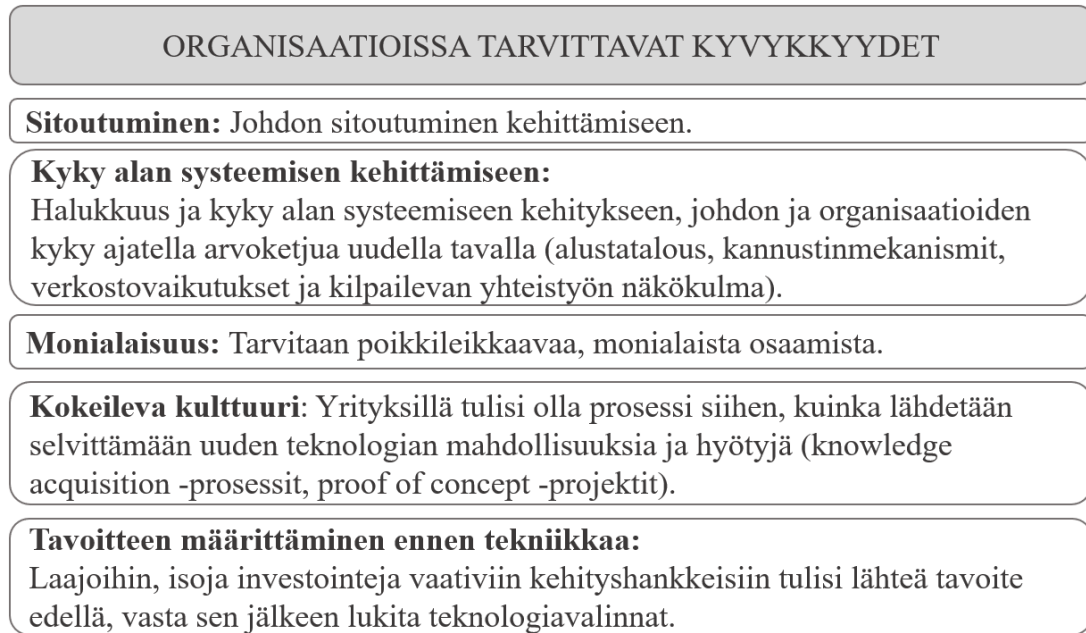 ORGANISAATIOISSA TARVITTAVAT KYVYKKYYDET
Sitoutuminen: Johdon sitoutuminen kehittämiseen.
Kyky alan systeemisen kehittämiseen:
Halukkuus ja kyky alan systeemiseen kehitykseen, johdon ja organisaatioiden
kyky ajatella arvoketjua uudella tavalla (alustatalous, kannustinmekanismit,
verkostovaikutukset ja kilpailevan yhteistyön näkökulma).
Monialaisuus: Tarvitaan poikkileikkaavaa, monialaista osaamista.
Kokeileva kulttuuri: Yrityksillä tulisi olla prosessi siihen, kuinka lähdetään
selvittämään uuden teknologian mahdollisuuksia ja hyötyjä (knowledge
acquisition -prosessit, proof of concept -projektit).
Tavoitteen määrittäminen ennen tekniikkaa:
Laajoihin, isoja investointeja vaativiin kehityshankkeisiin tulisi lähteä tavoite
edellä, vasta sen jälkeen lukita teknologiavalinnat.